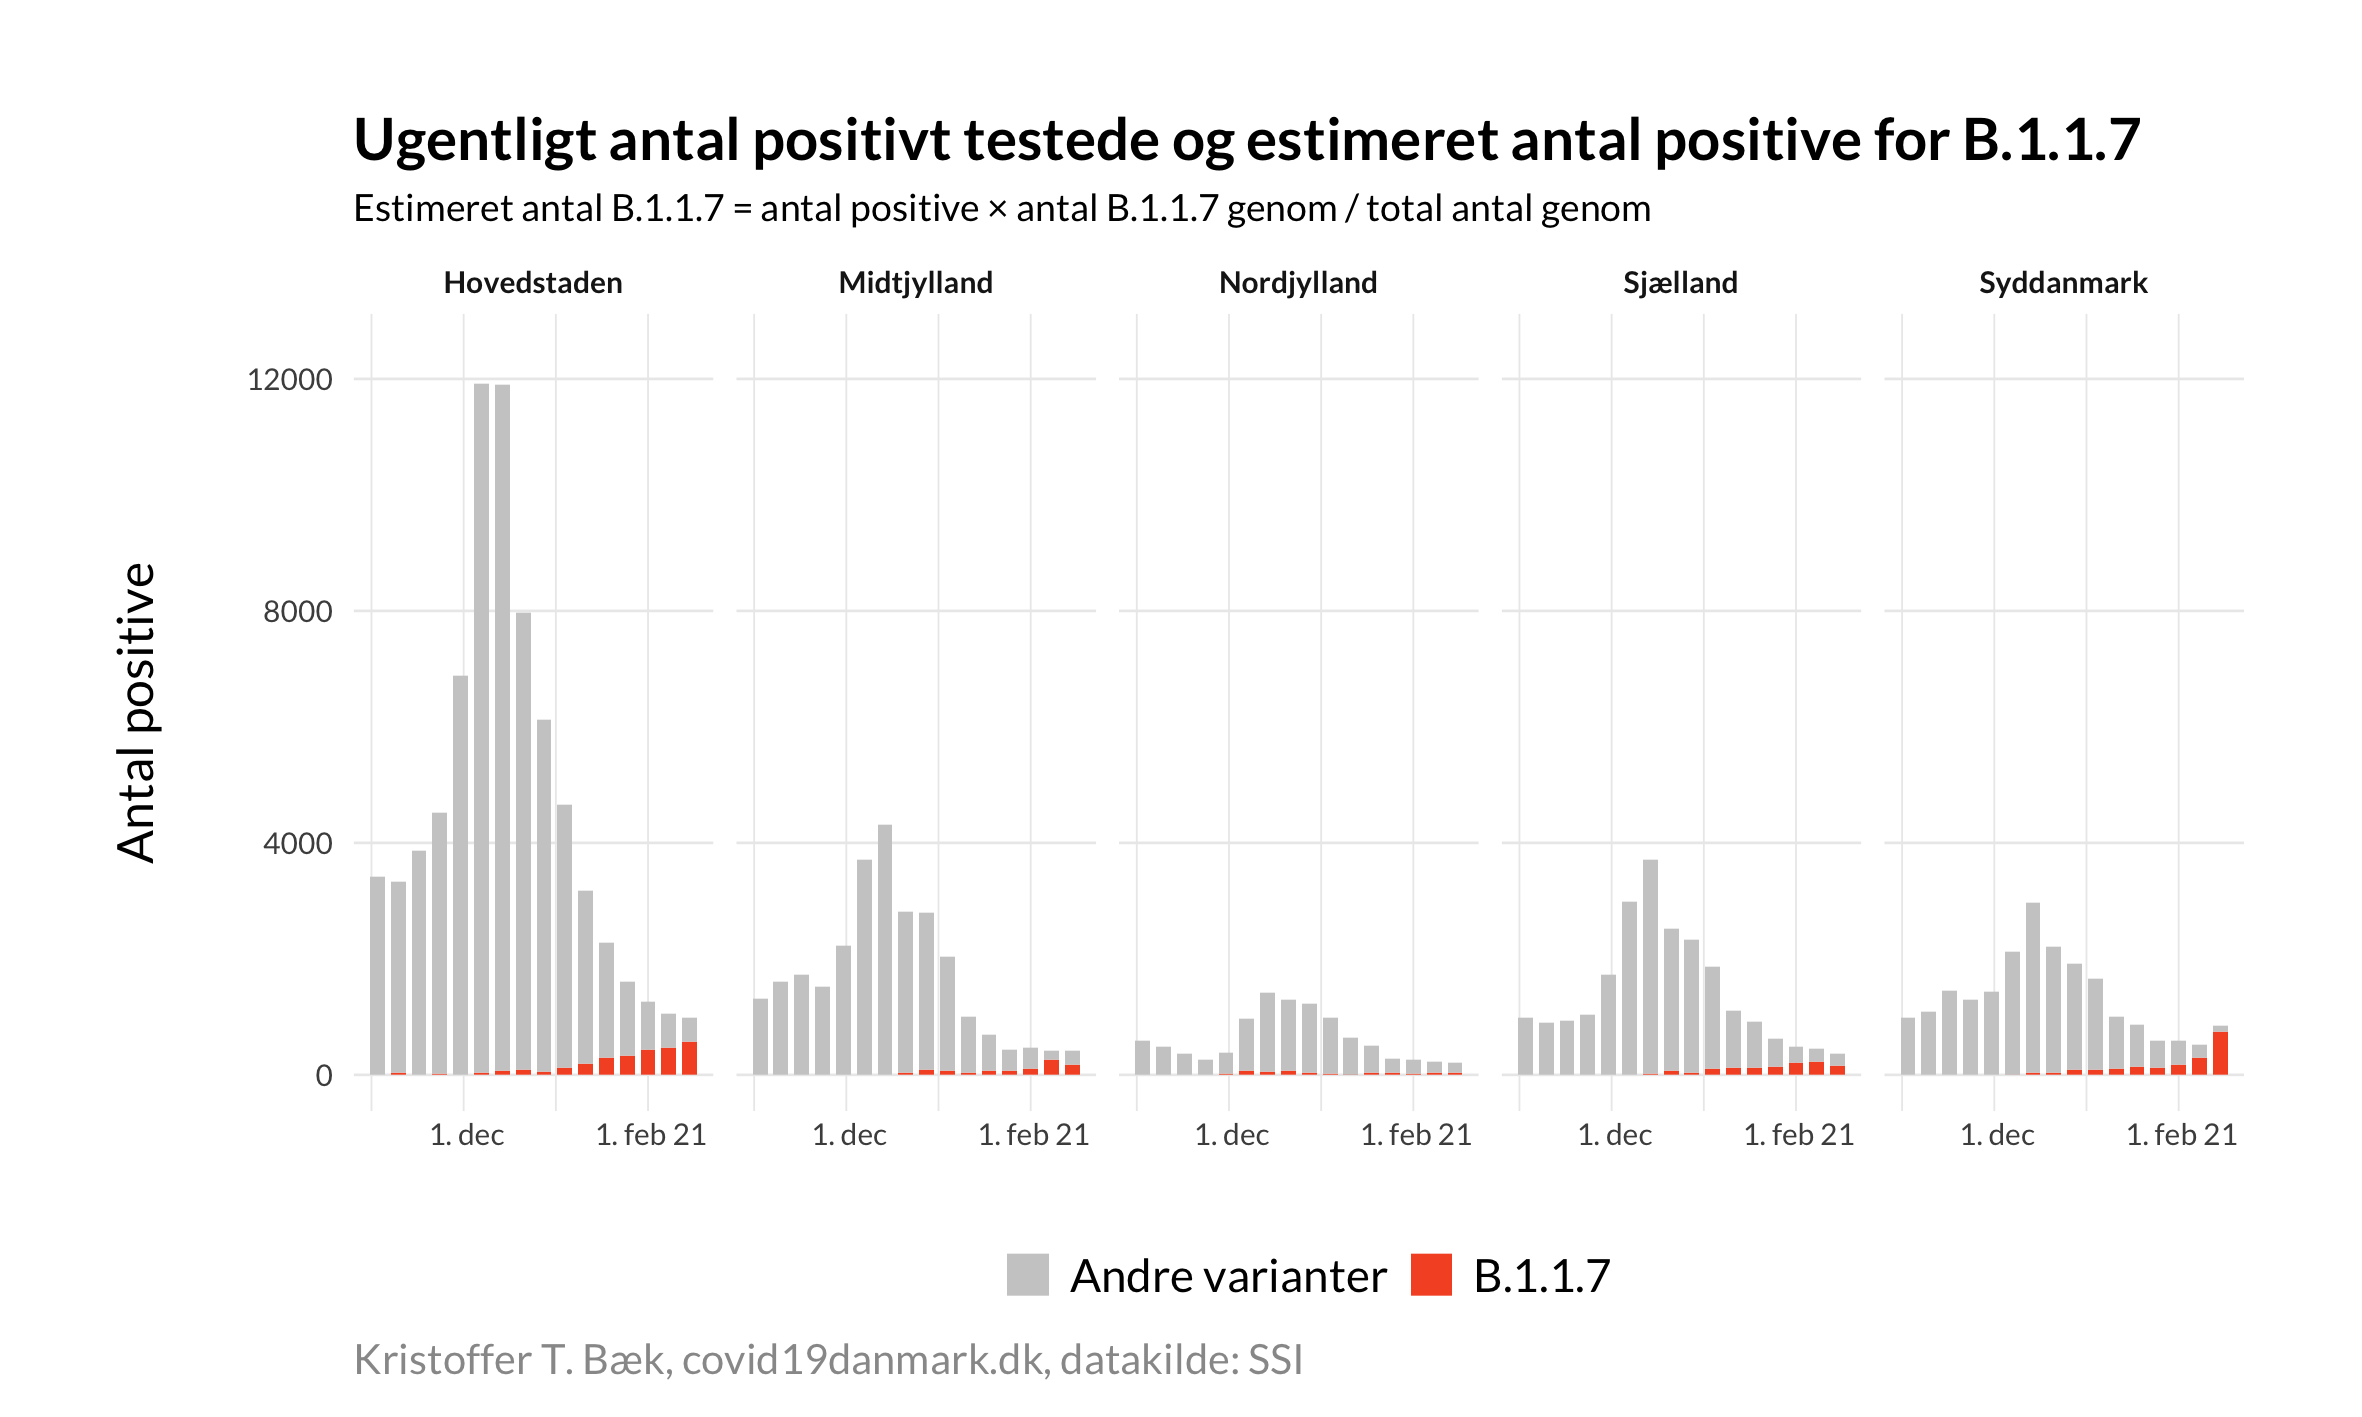 Ugentligt antal positivt testede og estimeret antal positive for B.1.1.7
Estimeret antal B.1.1.7 = antal positive × antal B.1.1.7 genom / total antal genom
Hovedstaden
Midtjylland
Nordjylland
Sjælland
Syddanmark
Antal positive
12000
8000
4000
0
1. dec
1. feb 21
1. dec
1. feb 21
1. dec
1. feb 21
1. dec
1. feb 21
1. dec
1. feb 21
Andre varianter
B.1.1.7
Kristoffer T. Bæk, covid19danmark.dk, datakilde: SSI